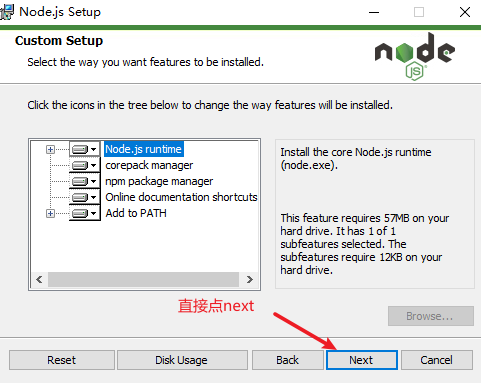 Node.js Setup
Custom Setup
Select the way you want features to be installed.
node
JS
Click the icons in the tree below to change the way features will be installed.
Node.js runtime
corepack manager
npm package manager
Online documentation shortcuts
Add to PATH
Install the core Node.js runtime
(node.exe).
This feature requires 57MB on your
hard drive. It has 1 of 1
subfeatures selected. The
subfeatures require 12KB on your
hard drive.
直接点next
Browse...
Reset
Disk Usage
Back
Next
Cancel